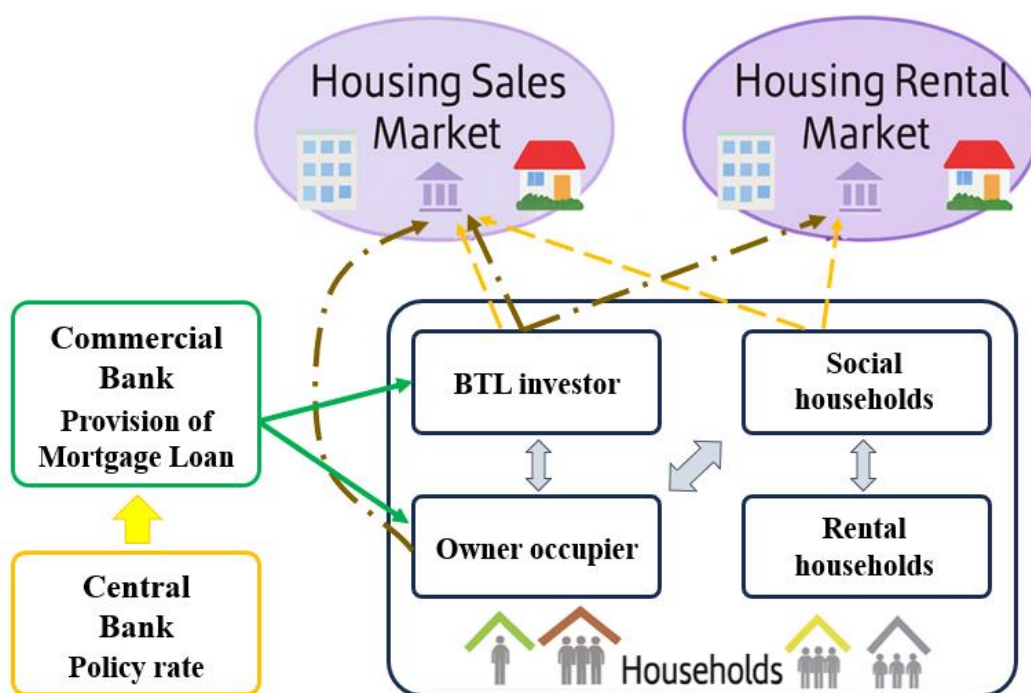 Housing Sales
Market
Housing Rental
Market
Commercial
Bank
Provision of
Mortgage Loan
Central
Bank
Policy rate
BTL investor
Social
households
Owner occupier
Rental
households
Households